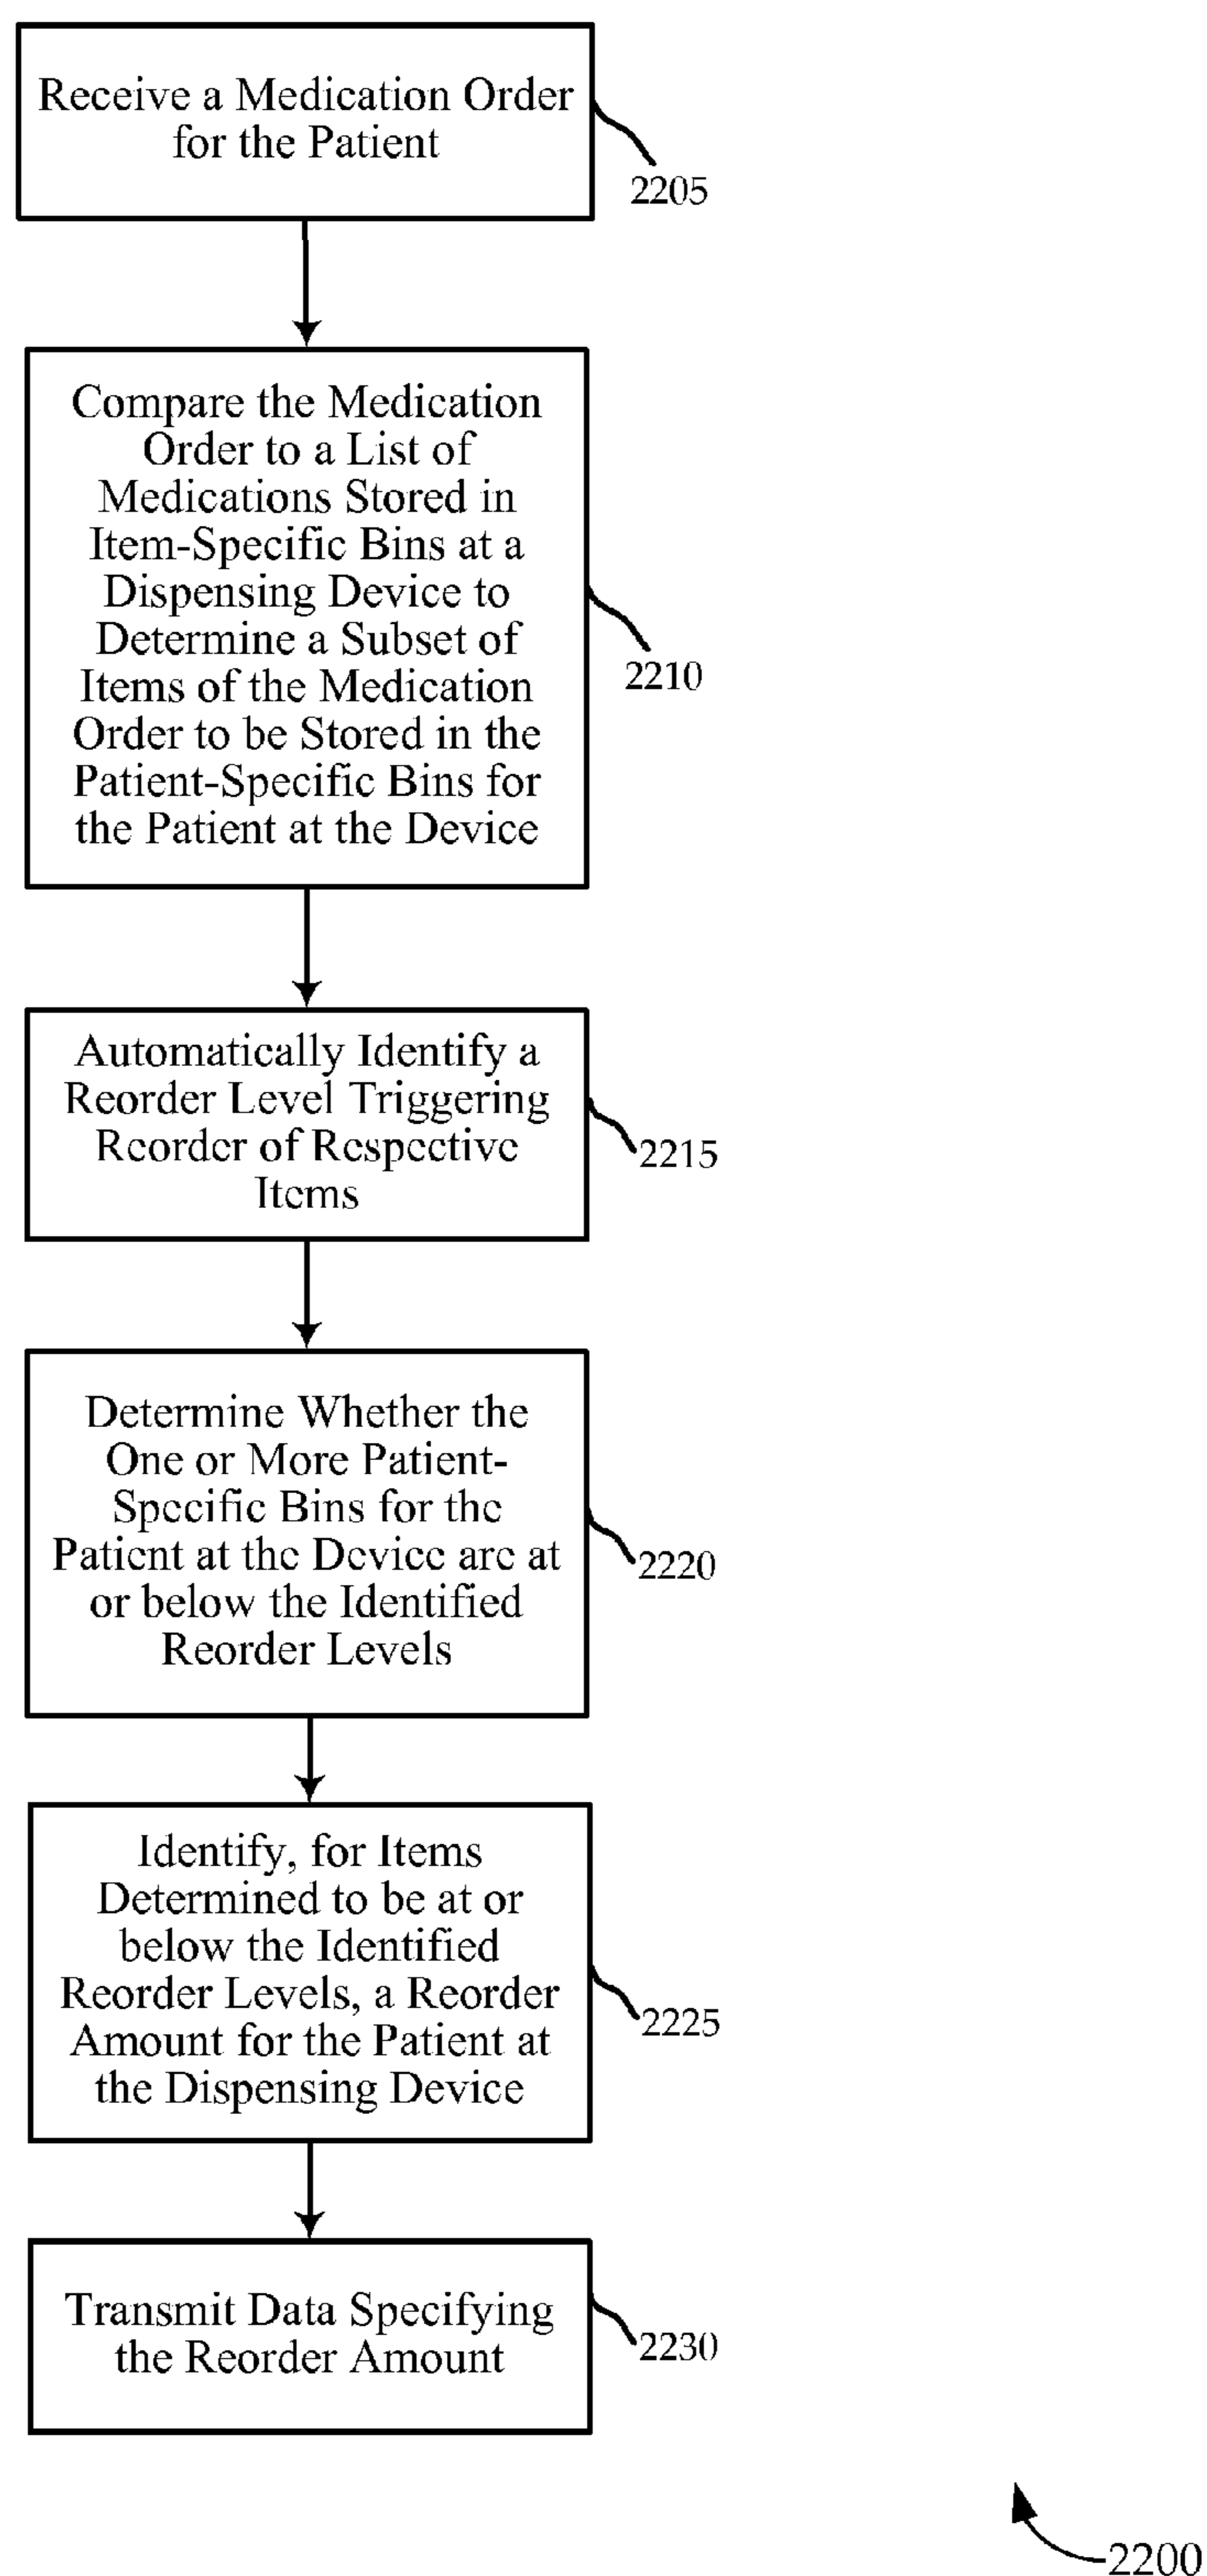 Receive a Medication Order
for the Patient
2205
Compare the Medication
Order to a List of
Medications Stored in
Item-Specific Bins at a
Dispensing Device to
Determine a Subset of
Items of the Medication
Order to be Stored in the
Patient-Specific Bins for
the Patient at the Device
2210
Automatically Identify a
Reorder Level Triggering
Reorder of Respective
Items
2215
Determine Whether the
One or More Patient-
Specific Bins for the
Patient at the Device are at
or below the Identified
Reorder Levels
2220
Identify, for Items
Determined to be at or
below the Identified
Reorder Levels, a Reorder
Amount for the Patient at
the Dispensing Device
2225
Transmit Data Specifying
the Reorder Amount
2230
2200